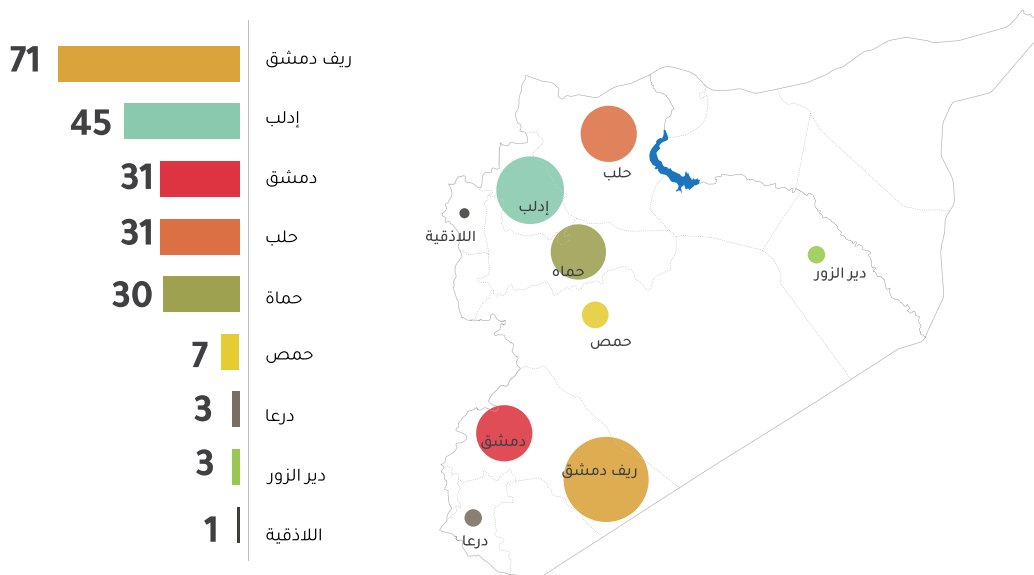 ريف دمشق 71
إدلب 45
دمشق 31
حلب 31
حماة 30
حمص 7
درعا 3
دير الزور 3
اللاذقية 1
حلب
إدلب
اللاذقية
حماه
دير الزور
حمص
دمشق
ريف دمشق
درعا